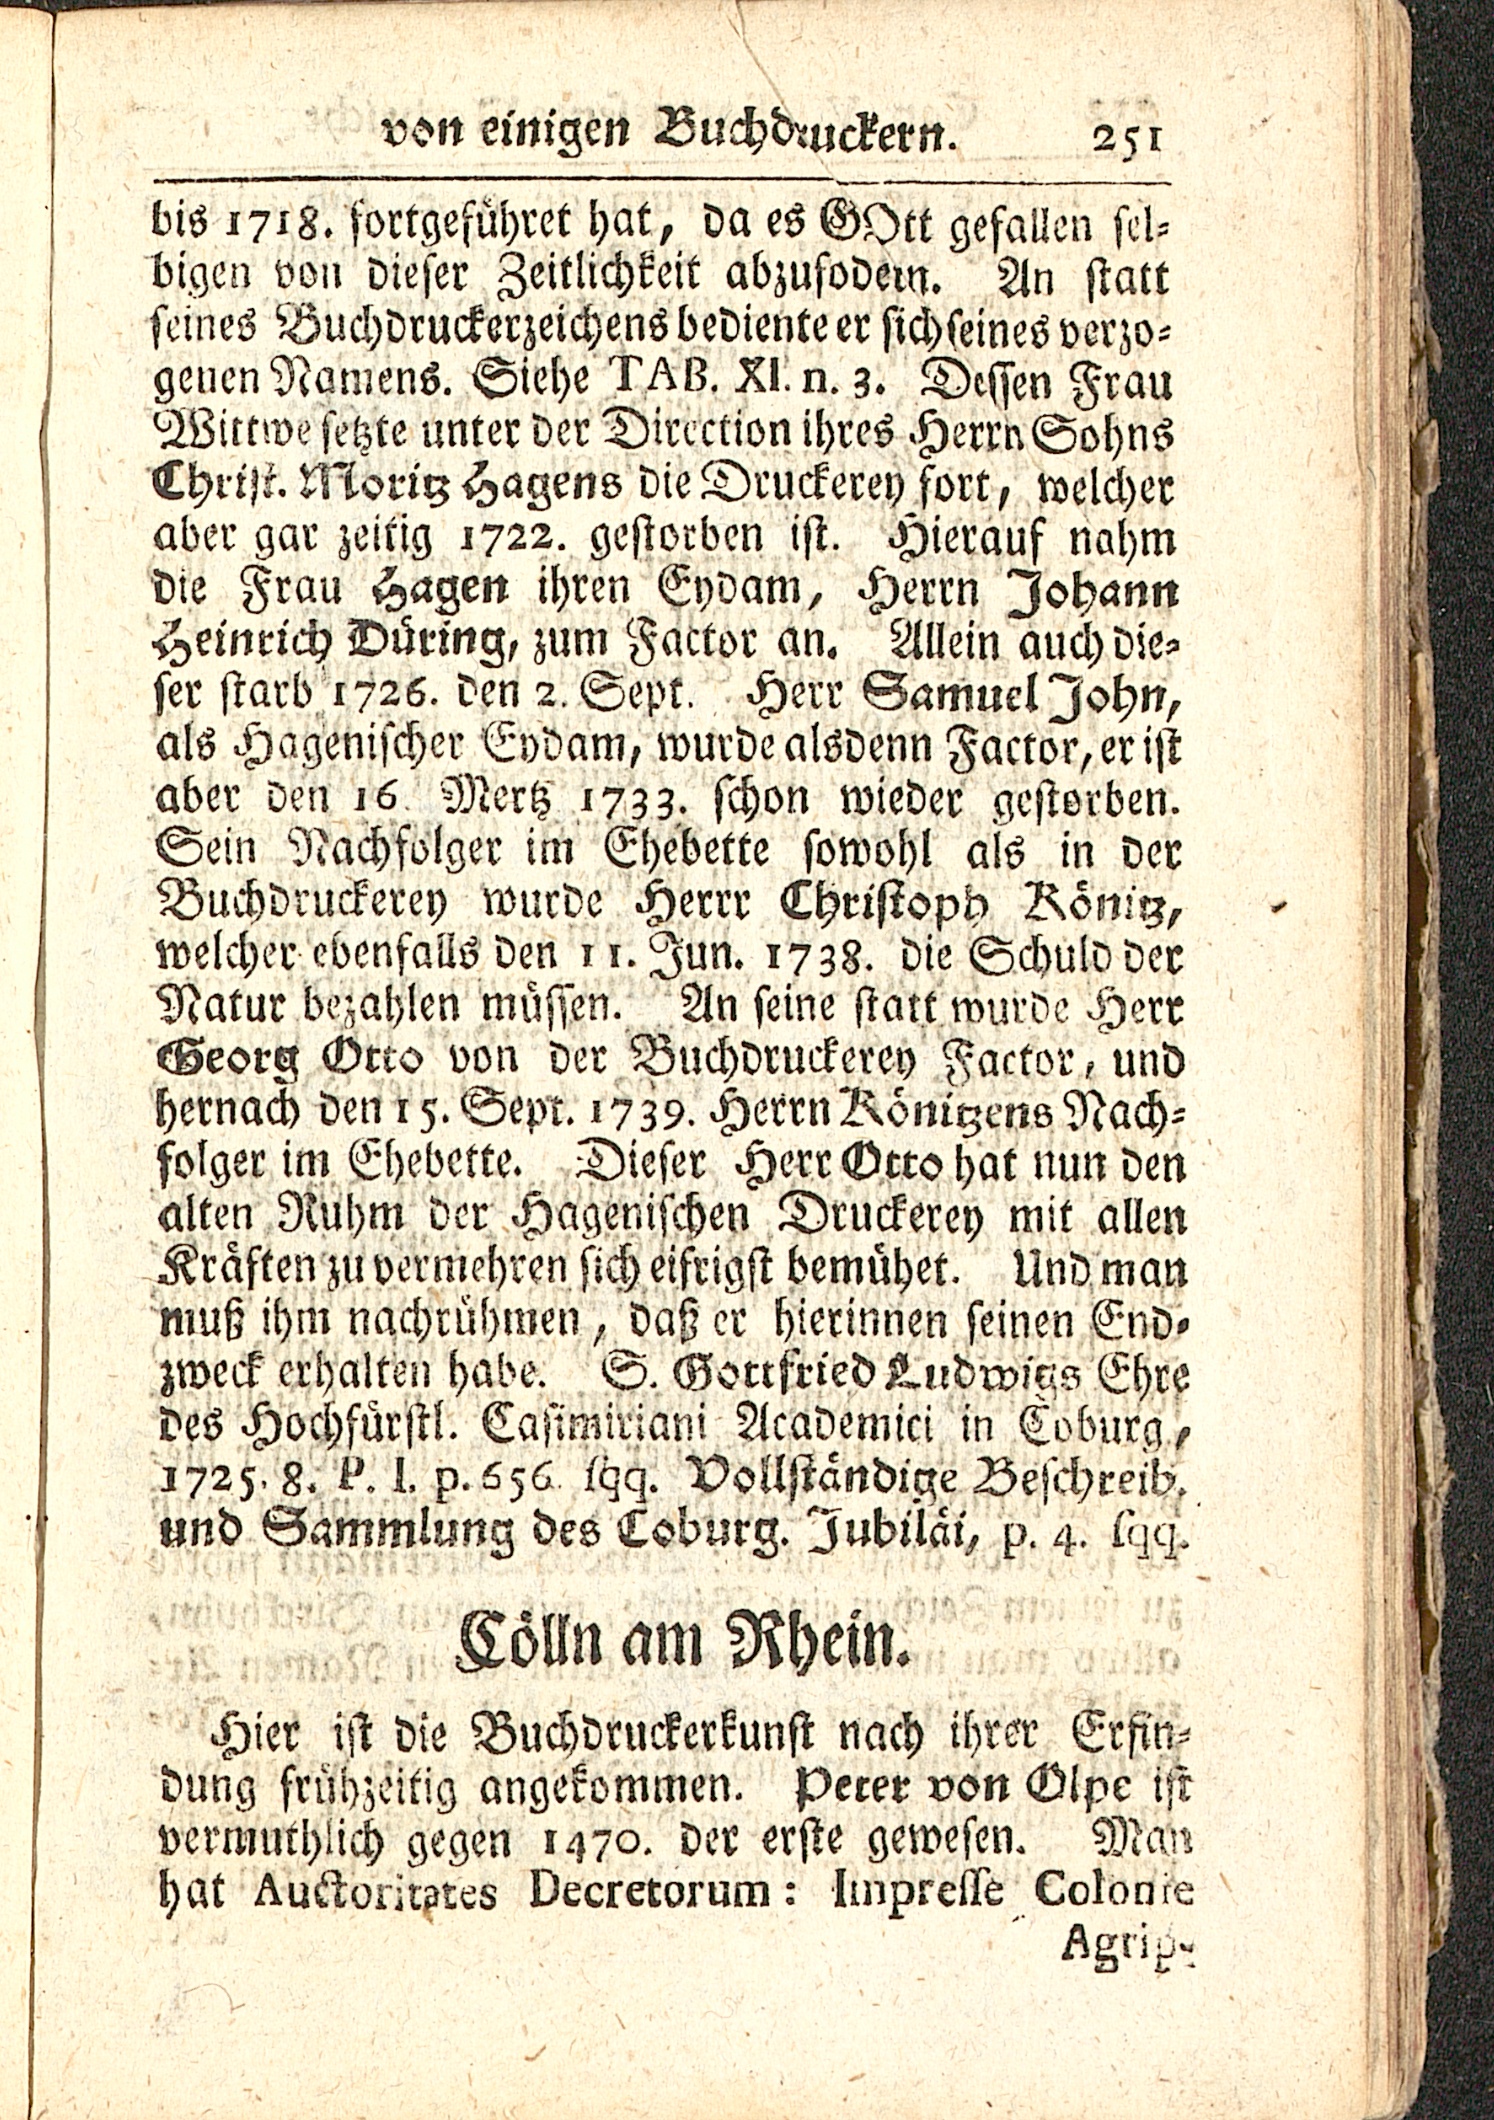 von einigen Buchdruckern. 251
bis 1718. fortgeführet hat, da es GOtt gefallen sel-
bigen von dieser Zeitlichkeit abzufodern. An statt
seines Buchdruckerzeichens bediente er sich seines verzo-
genen Namens. Siehe TAB. XI. n. 3. Dessen Frau
Wittwe setzte unter der Direction ihres Herrn Sohns
Christ. Moritz Hagens die Druckerey fort, welcher
aber gar zeitig 1722. gestorben ist. Hierauf nahm
die Frau Hagen ihren Eydam, Herrn Johann
Heinrich Düring, zum Factor an. Allein auch die-
ser starb 1726. den 2. Sept. Herr Samuel John,
als Hagenischer Eydam, wurde alsdenn Factor, er ist
aber den 16. Mertz 1733. schon wieder gestorben.
Sein Nachfolger im Ehebette sowohl als in der
Buchdruckerey wurde Herrr Christoph Könitz,
welcher ebenfalls den 11. Jun. 1738. die Schuld der
Natur bezahlen müssen. An seine statt wurde Herr
Georg Otto von der Buchdruckerey Factor, und
hernach den 15. Sept. 1739. Herrn Könitzens Nach-
folger im Ehebette. Dieser Herr Otto hat nun den
alten Ruhm der Hagenischen Druckerey mit allen
Kräften zu vermehren sich eifrigst bemühet. Und man
muß ihm nachrühmen, daß er hierinnen seinen End-
zweck erhalten habe. S. Gottfried Ludwigs Ehre
des Hochfürstl. Casimiriani Academici in Coburg,
1725. 8. P. I. p. 656. sqq. Vollständige Beschreib.
und Sammlung des Coburg. Jubiläi, p. 4. sqq.
Cölln am Rhein.
Hier ist die Buchdruckerkunst nach ihrer Erfin-
dung frühzeitig angekommen. Peter von Olpe ist
vermuthlich gegen 1470. der erste gewesen. Man
hat Auctoritates Decretorum: Impresse Colonie
Agrip-